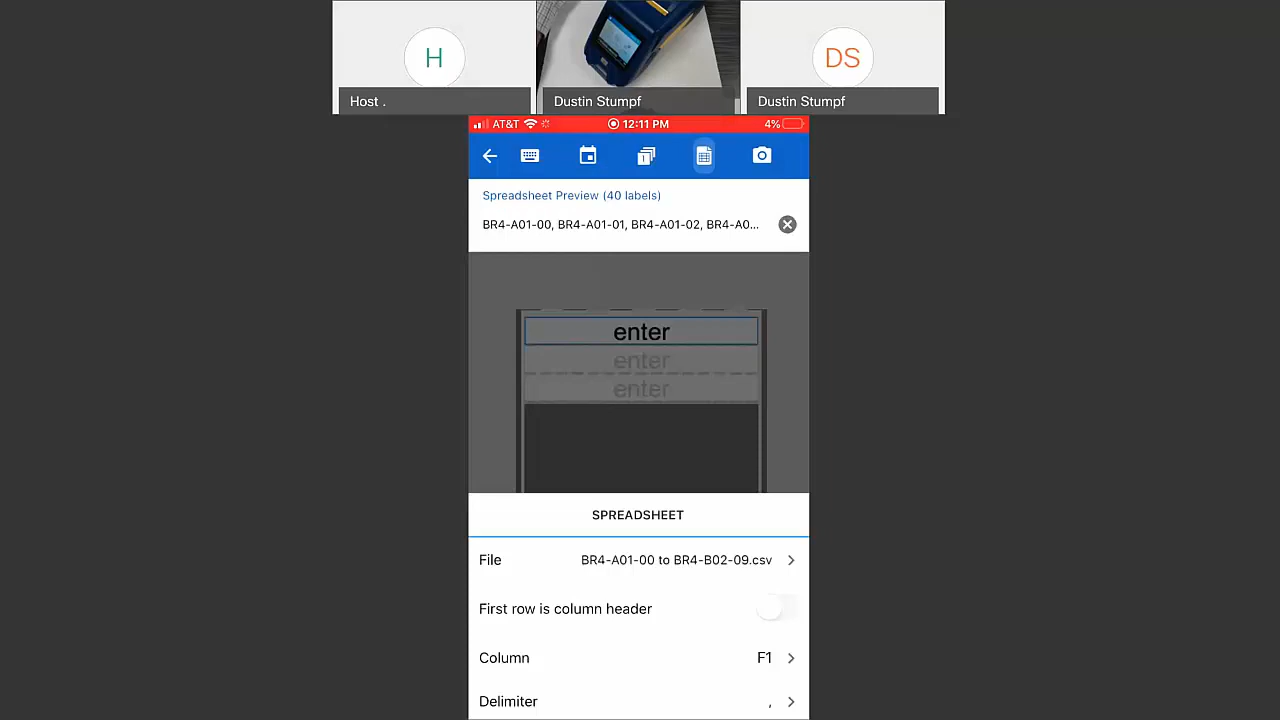 H
DS
Host .
Dustin Stumpf
Dustin Stumpf
AT&T
12:11 PM
4%
Spreadsheet Preview (40 labels)
BR4-A01-00, BR4-A01-01, BR4-A01-02, BR4-A0...
enter
enter
enter
SPREADSHEET
File
BR4-A01-00 to BR4-B02-09.csv
First row is column header
Column
F1
Delimiter
,